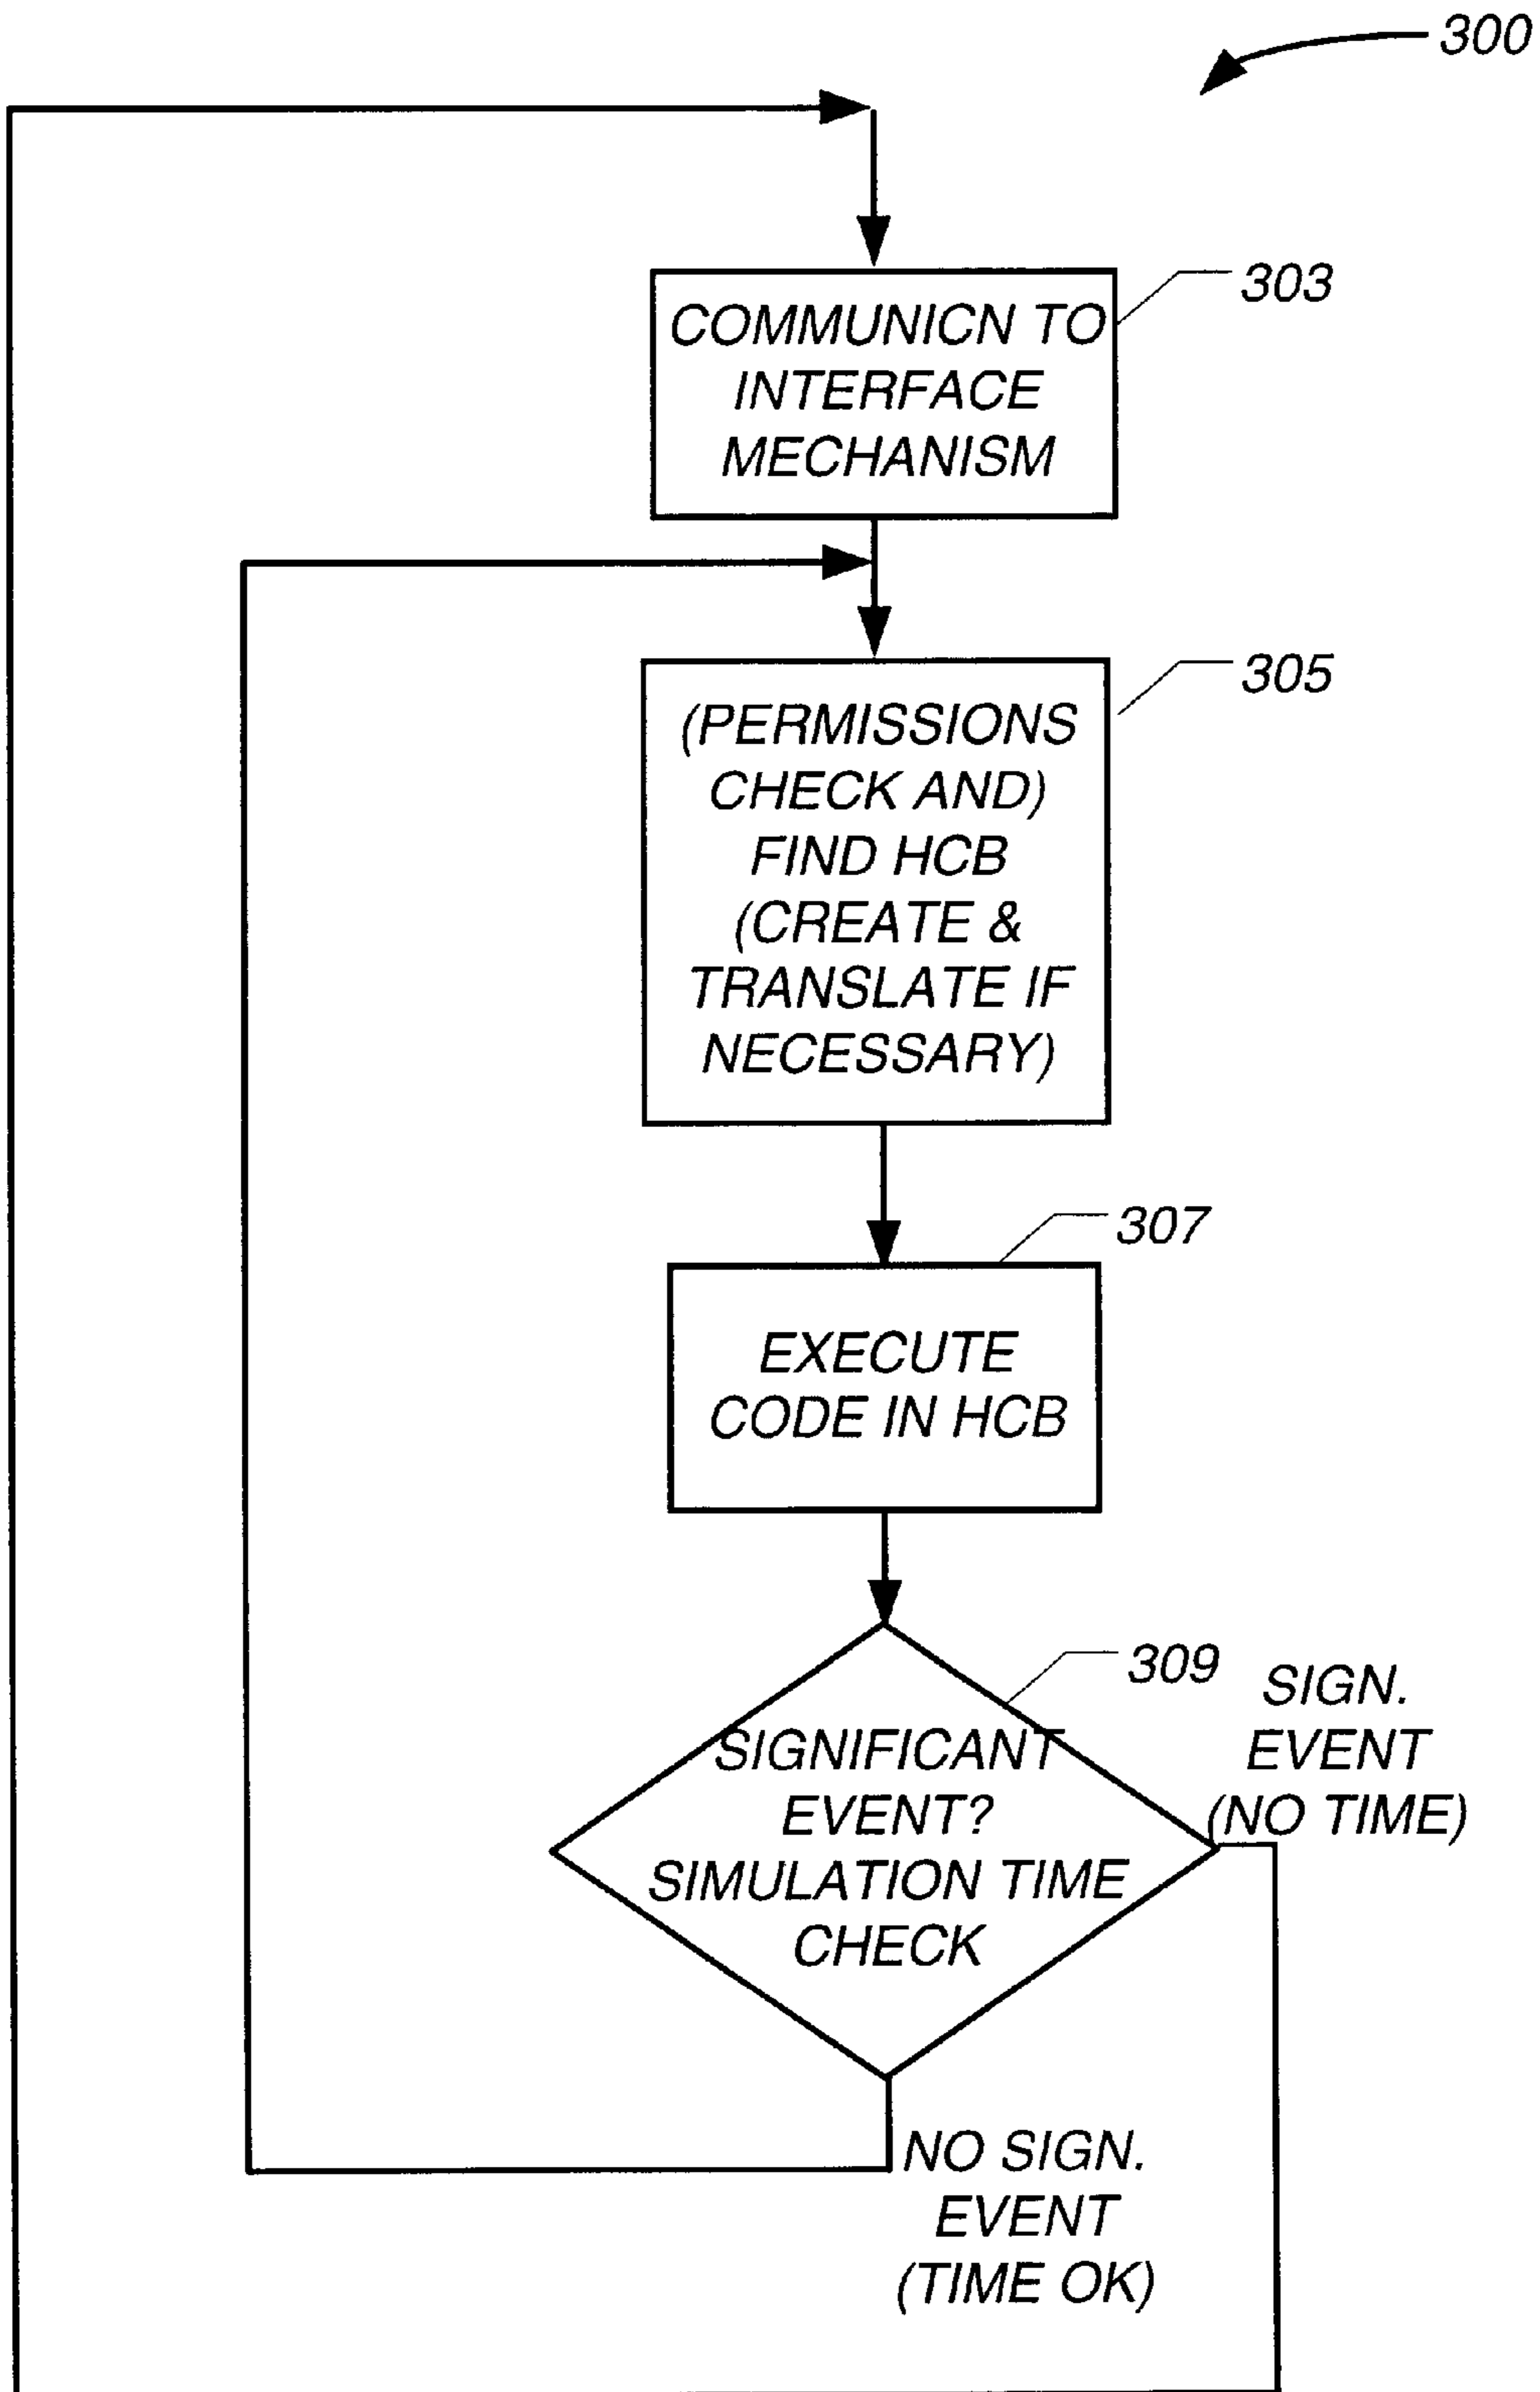 300
303
COMMUNICN TO
INTERFACE
MECHANISM
305
(PERMISSIONS
CHECK AND)
FIND HCB
(CREATE &
TRANSLATE IF
NECESSARY)
307
EXECUTE
CODE IN HCB
309
SIGNIFICANT
EVENT?
SIMULATION TIME
CHECK
SIGN.
EVENT
(NO TIME)
NO SIGN.
EVENT
(TIME OK)